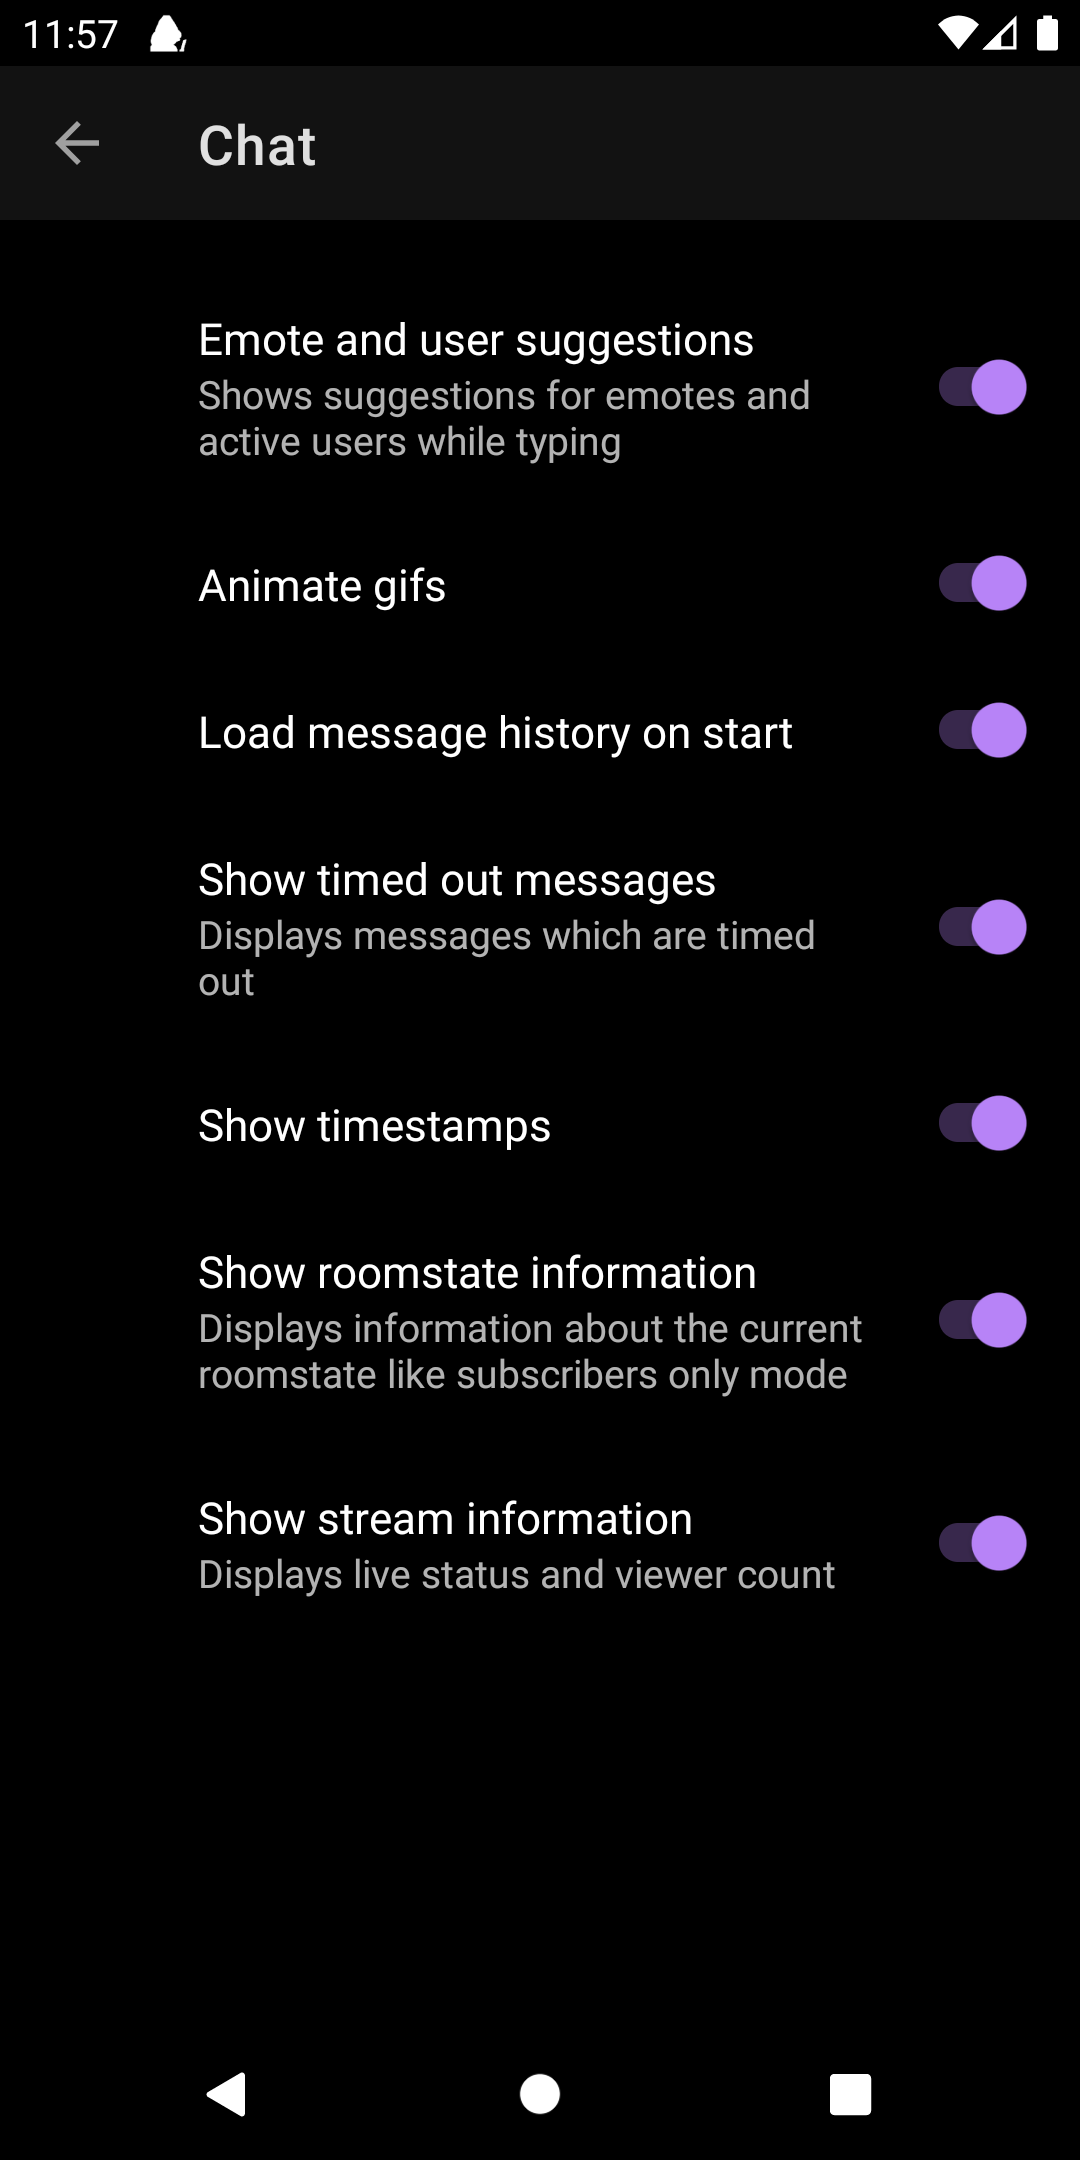 11:57
Chat
Emote and user suggestions
Shows suggestions for emotes and
active users while typing
Animate gifs
Load message history on start
Show timed out messages
Displays messages which are timed
out
Show timestamps
Show roomstate information
Displays information about the current
roomstate like subscribers only mode
Show stream information
Displays live status and viewer count